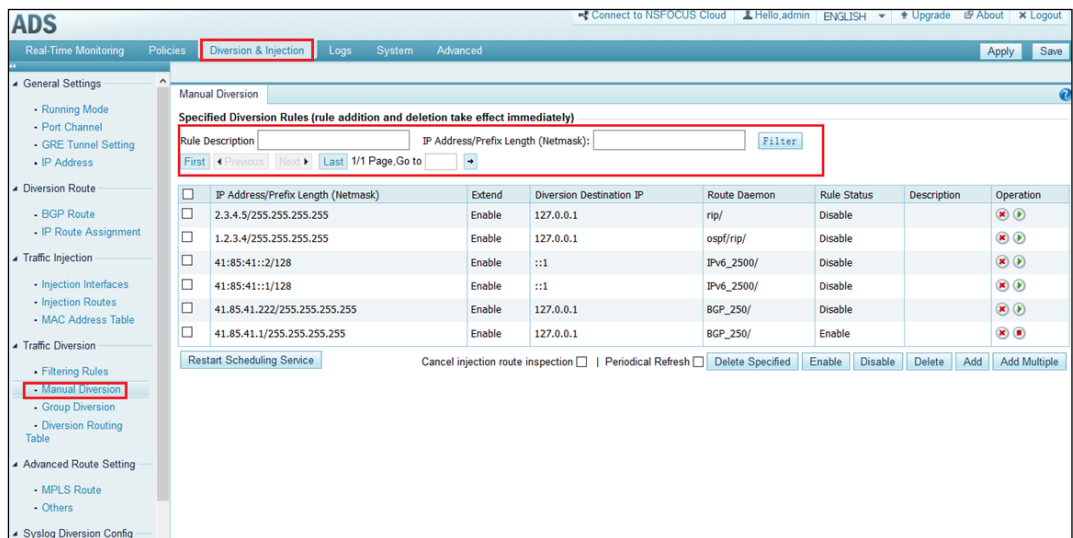 ADS
Connect to NSFOCUS Cloud Hello,admin ENGLISH Upgrade About Logout
Real-Time Monitoring Policies Diversion & Injection Logs System Advanced Apply Save
General Settings
Running Mode
Port Channel
GRE Tunnel Setting
IP Address
Diversion Route
BGP Route
IP Route Assignment
Traffic Injection
Injection Interfaces
Injection Routes
MAC Address Table
Traffic Diversion
Filtering Rules
Manual Diversion
Group Diversion
Diversion Routing
Table
Advanced Route Setting
MPLS Route
Others
Syslog Diversion Config
Manual Diversion
Specified Diversion Rules (rule addition and deletion take effect immediately)
Rule Description IP Address/Prefix Length (Netmask): Filter
First Previous Next Last 1/1 Page,Go to
IP Address/Prefix Length (Netmask) Extend Diversion Destination IP Route Daemon Rule Status Description Operation
2.3.4.5/255.255.255.255 Enable 127.0.0.1 rip/ Disable
1.2.3.4/255.255.255.255 Enable 127.0.0.1 ospf/rip/ Disable
41:85:41::2/128 Enable ::1 IPv6_2500/ Disable
41:85:41::1/128 Enable ::1 IPv6_2500/ Disable
41.85.41.222/255.255.255.255 Enable 127.0.0.1 BGP_250/ Disable
41.85.41.1/255.255.255.255 Enable 127.0.0.1 BGP_250/ Enable
Restart Scheduling Service Cancel injection route inspection | Periodical Refresh Delete Specified Enable Disable Delete Add Add Multiple